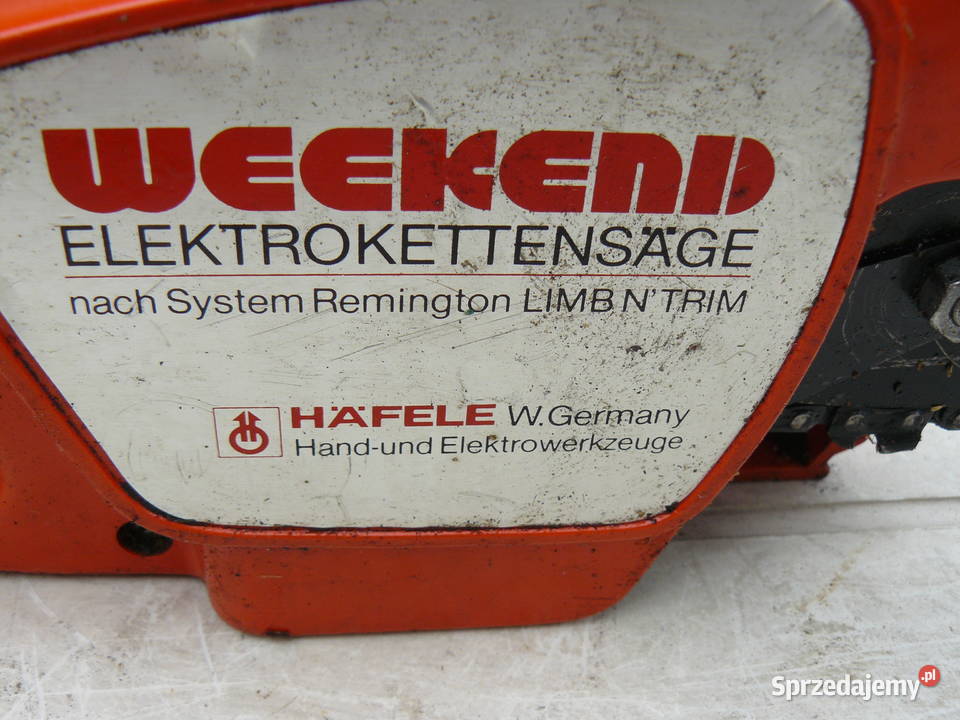 WEEKEND
ELEKTROKETTENSÄGE
nach System Remington LIMB N' TRIM
HÄFELE W.Germany
Hand-und Elektrowerkzeuge
Sprzedajemy.pl